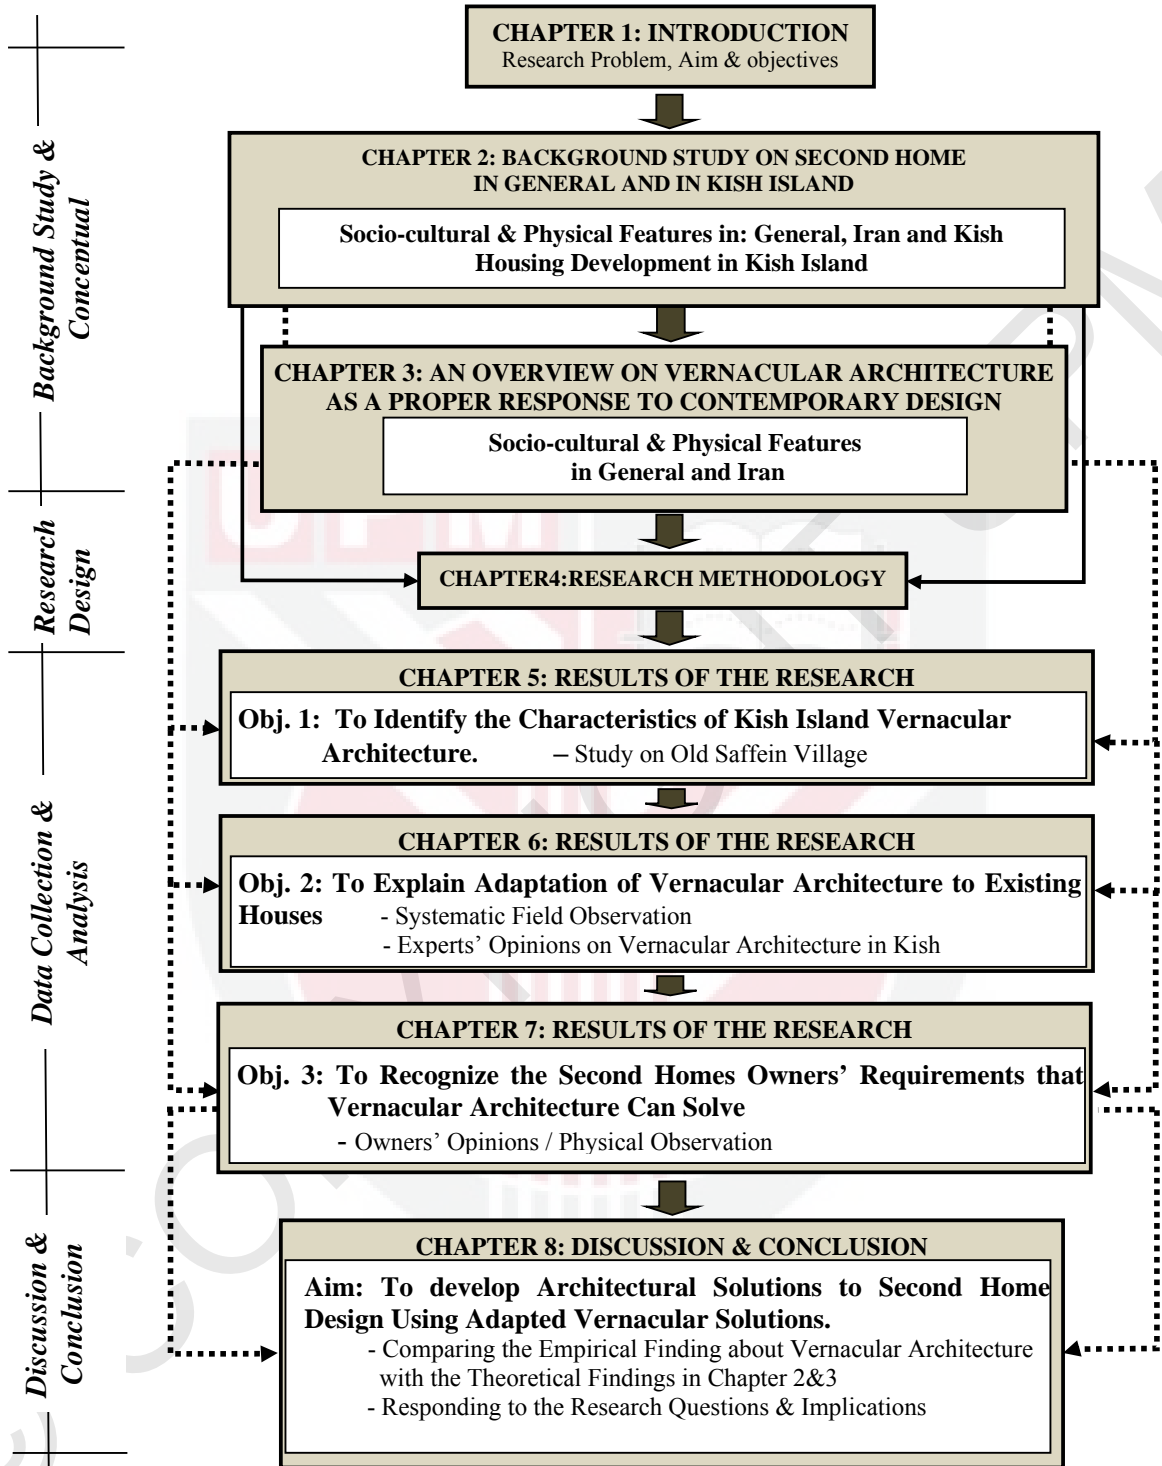 CHAPTER 1: INTRODUCTION
Research Problem, Aim & objectives
Background Study &
Conceptual
CHAPTER 2: BACKGROUND STUDY ON SECOND HOME
IN GENERAL AND IN KISH ISLAND
Socio-cultural & Physical Features in: General, Iran and Kish
Housing Development in Kish Island
CHAPTER 3: AN OVERVIEW ON VERNACULAR ARCHITECTURE
AS A PROPER RESPONSE TO CONTEMPORARY DESIGN
Socio-cultural & Physical Features
in General and Iran
Research
Design
CHAPTER4:RESEARCH METHODOLOGY
Data Collection &
Analysis
CHAPTER 5: RESULTS OF THE RESEARCH
Obj. 1: To Identify the Characteristics of Kish Island Vernacular
Architecture. – Study on Old Saffein Village
CHAPTER 6: RESULTS OF THE RESEARCH
Obj. 2: To Explain Adaptation of Vernacular Architecture to Existing
Houses - Systematic Field Observation
- Experts’ Opinions on Vernacular Architecture in Kish
CHAPTER 7: RESULTS OF THE RESEARCH
Obj. 3: To Recognize the Second Homes Owners’ Requirements that
Vernacular Architecture Can Solve
- Owners’ Opinions / Physical Observation
Discussion &
Conclusion
CHAPTER 8: DISCUSSION & CONCLUSION
Aim: To develop Architectural Solutions to Second Home
Design Using Adapted Vernacular Solutions.
- Comparing the Empirical Finding about Vernacular Architecture
with the Theoretical Findings in Chapter 2&3
- Responding to the Research Questions & Implications
UPM
© COPYRIGHT UPM